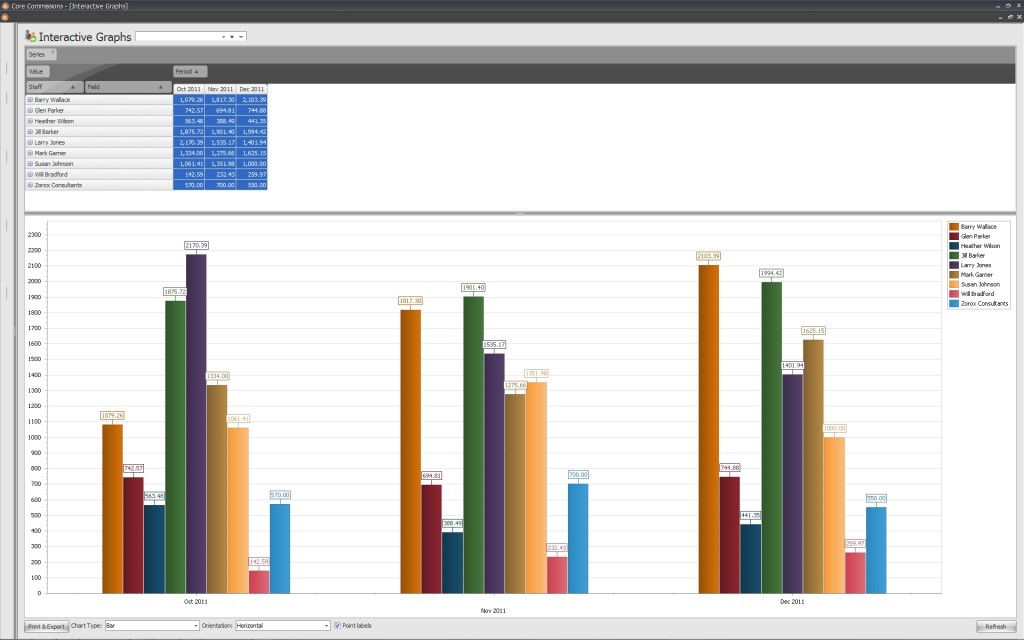 Core Commissions - [Interactive Graphs]
Interactive Graphs
Series
Value Period
Staff Field Oct 2011 Nov 2011 Dec 2011
Barry Wallace 1,079.26 1,817.30 2,103.39
Glen Parker 742.57 694.81 744.88
Heather Wilson 563.48 388.49 441.35
Jill Barker 1,875.72 1,901.40 1,994.42
Larry Jones 2,170.39 1,535.17 1,401.94
Mark Garner 1,334.00 1,275.66 1,625.15
Susan Johnson 1,061.41 1,351.98 1,000.00
Will Bradford 142.59 232.43 259.97
Zorox Consultants 570.00 700.00 550.00
2300
2200
2100
2000
1900
1800
1700
1600
1500
1400
1300
1200
1100
1000
900
800
700
600
500
400
300
200
100
0
1079.26
742.57
563.48
1875.72
2170.39
1334.00
1061.41
142.59
570.00
1817.30
694.81
388.49
1901.40
1535.17
1275.66
1351.98
232.43
700.00
2103.39
744.88
441.35
1994.42
1401.94
1625.15
1000.00
259.97
550.00
Oct 2011
Nov 2011
Dec 2011
Barry Wallace
Glen Parker
Heather Wilson
Jill Barker
Larry Jones
Mark Garner
Susan Johnson
Will Bradford
Zorox Consultants
Print & Export Chart Type: Bar Orientation: Horizontal Point labels Refresh